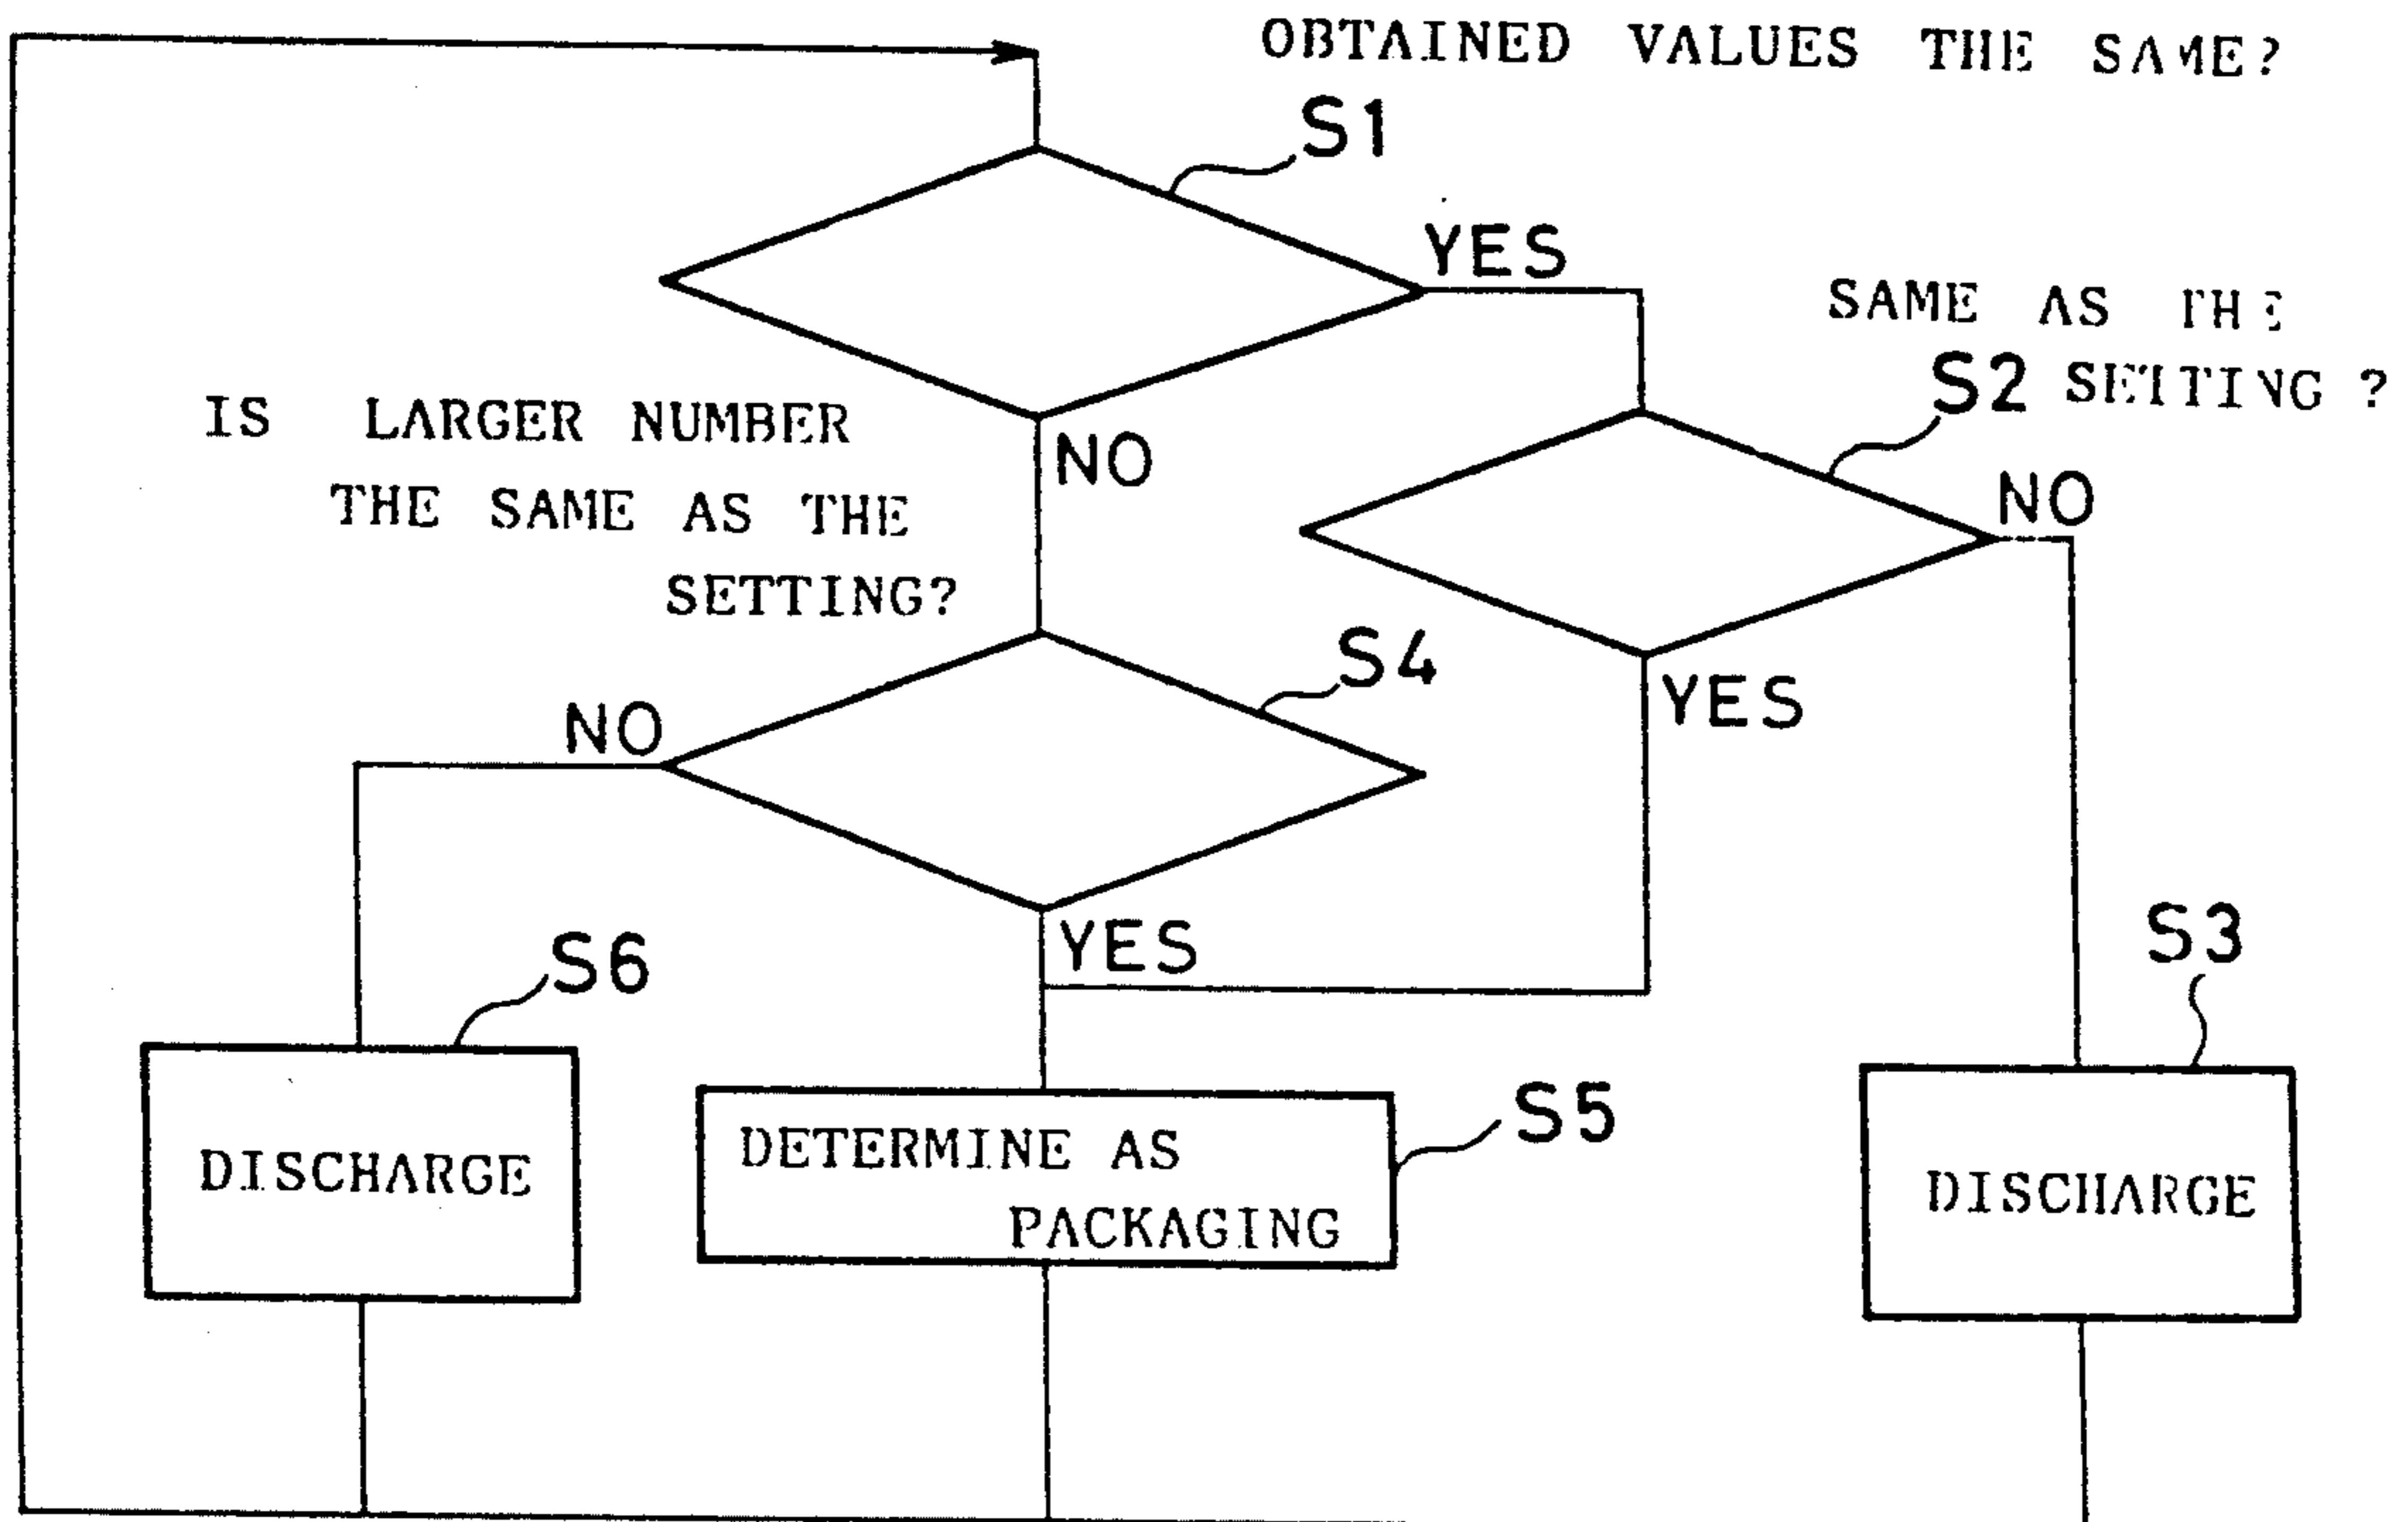 OBTAINED VALUES THE SAME?
S1
YES
SAME AS THE
S2 SETTING ?
IS LARGER NUMBER
NO
THE SAME AS THE
NO
SETTING?
S4
YES
NO
YES
S3
S6
S5
DETERMINE AS
DISCHARGE
DISCHARGE
PACKAGING